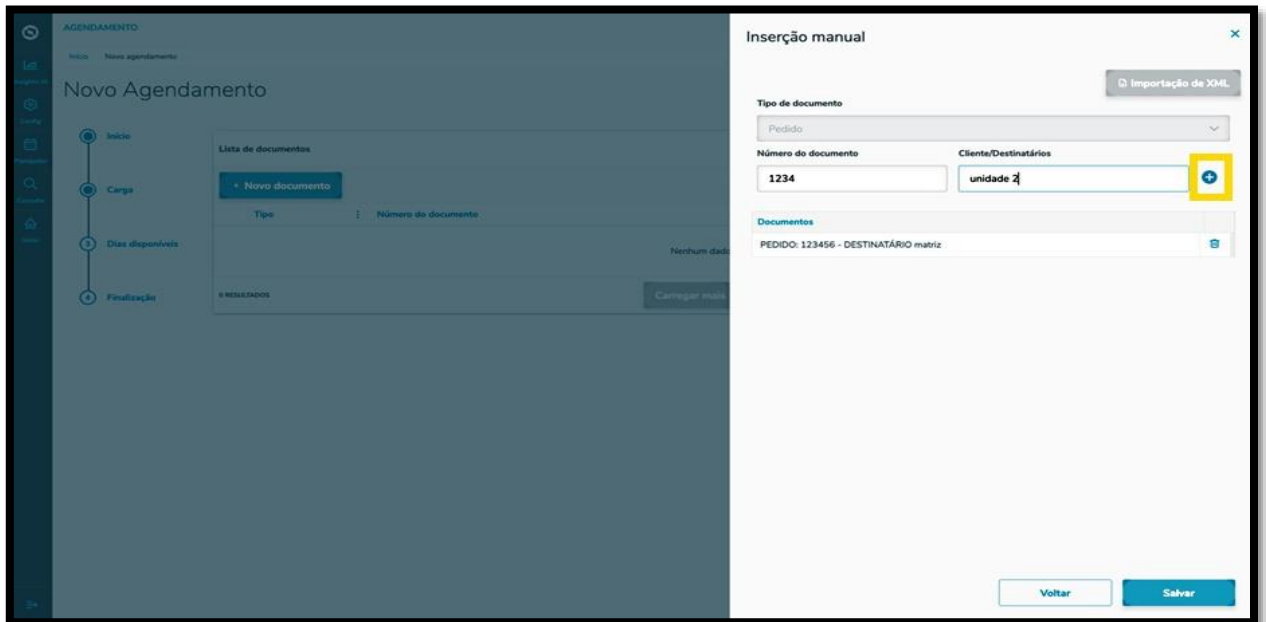 AGENDAMENTO
Início Novo agendamento
Novo Agendamento
Início
Carga
3 Dias disponíveis
4 Finalização
Lista de documentos
+ Novo documento
Tipo Número do documento
Nenhum dado
0 RESULTADOS
Carregar mais
Inserção manual
Importação de XML
Tipo de documento
Pedido
Número do documento Cliente/Destinatários
1234 unidade 2
Documentos
PEDIDO: 123456 - DESTINATÁRIO matriz
Voltar Salvar